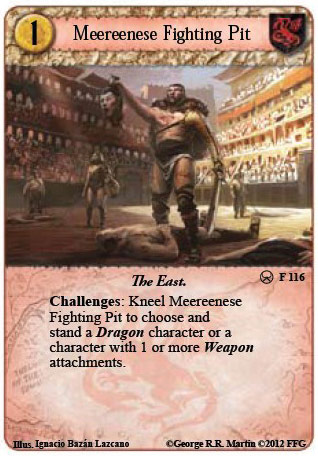 1
Meereenese Fighting Pit
The East.
F 116
Challenges: Kneel Meereenese
Fighting Pit to choose and
stand a Dragon character or a
character with 1 or more Weapon
attachments.
Illus. Ignacio Bazán Lazcano
©George R.R. Martin ©2012 FFG